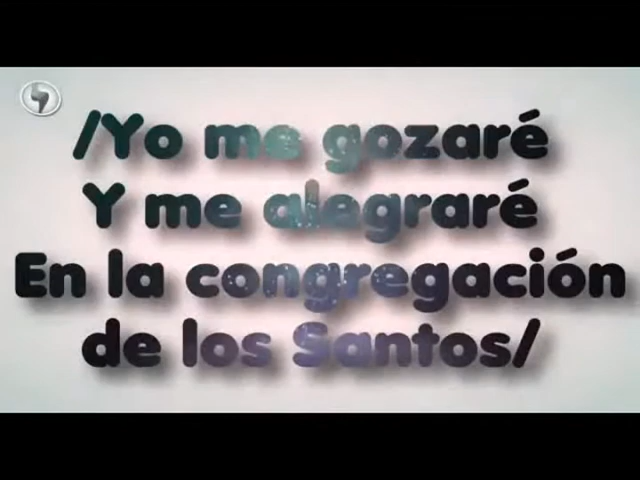 /Yo me gozaré
Y me alegraré
En la congregación
de los Santos/